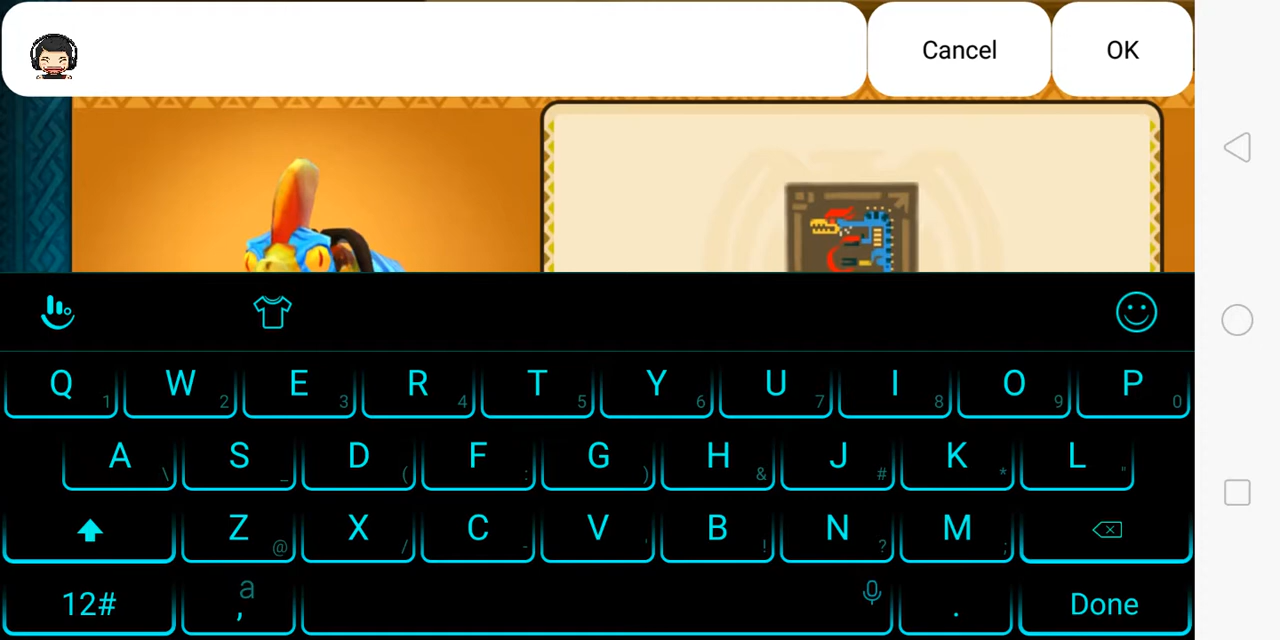 Cancel OK
Q 1 W 2 E 3 R 4 T 5 Y 6 U 7 I 8 O 9 P 0
A \ S _ D ( F : G ) H & J # K * L "
Z @ X / C - V ' B ! N ? M ;
12# a , . Done